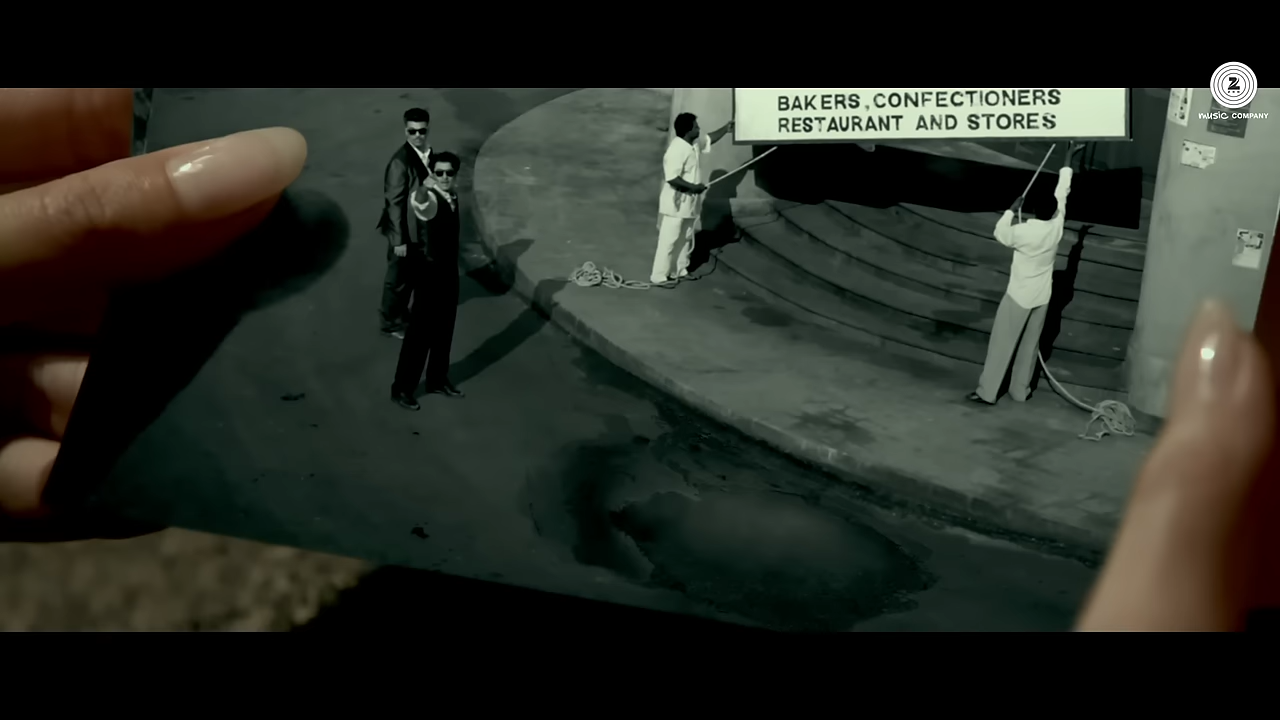 BAKERS, CONFECTIONERS
RESTAURANT AND STORES
Z
music COMPANY